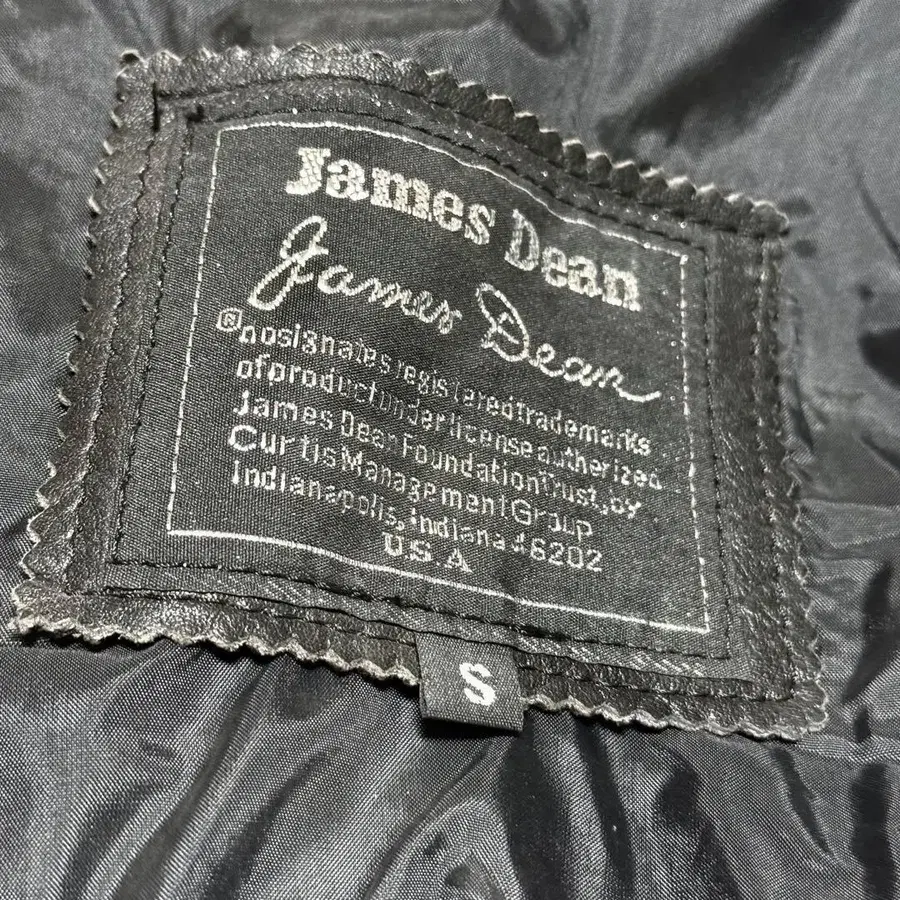 James Dean
James Dean
® nosignates registered trademarks
of product under license authorized
James Dean Foundation Trust, by
Curtis Management Group
Indianapolis, Indiana 46202
U.S.A
S